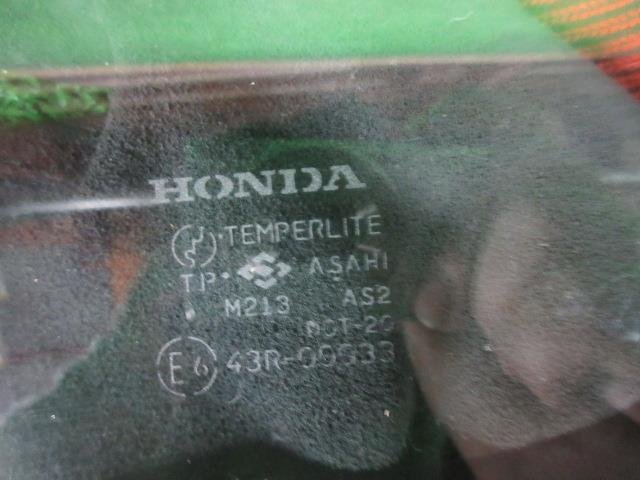 HONDA
TEMPERLITE
TP ASAHI
M213 AS2
DOT-20
E6 43R-00033